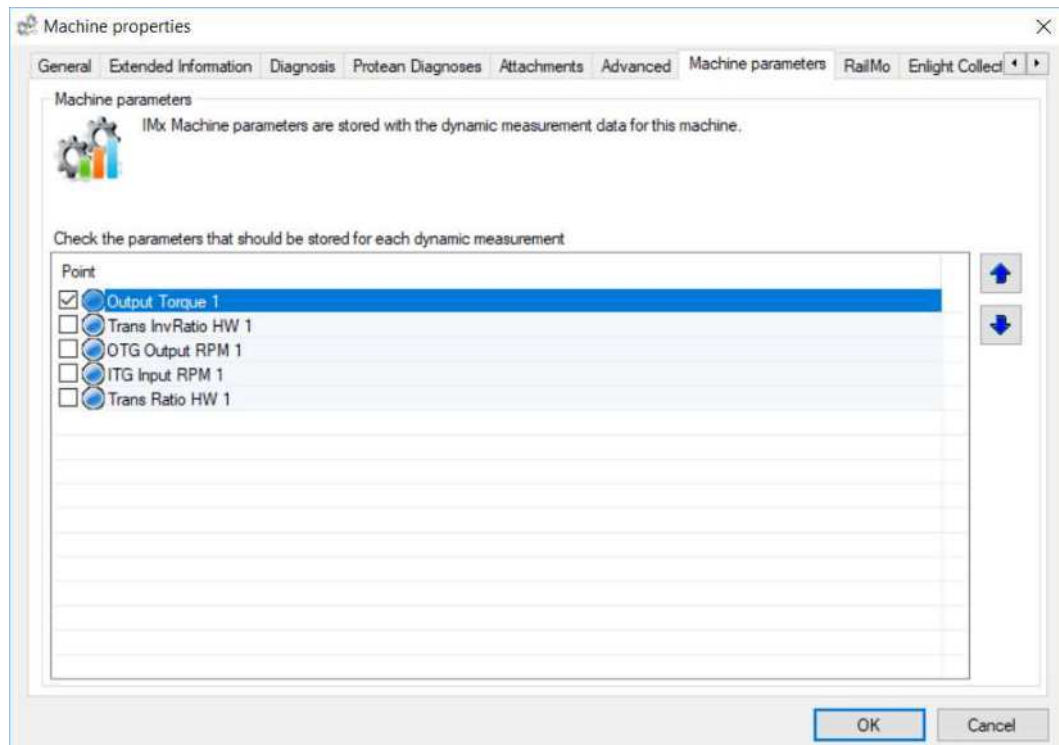 Machine properties
General Extended Information Diagnosis Protean Diagnoses Attachments Advanced Machine parameters RailMo Enlight Collect
Machine parameters
IMx Machine parameters are stored with the dynamic measurement data for this machine.
Check the parameters that should be stored for each dynamic measurement
Point
Output Torque 1
Trans InvRatio HW 1
OTG Output RPM 1
ITG Input RPM 1
Trans Ratio HW 1
OK Cancel